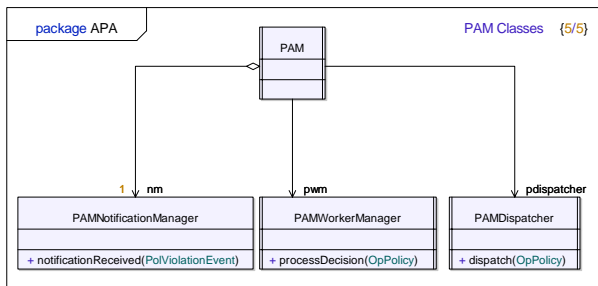 package APA
PAM Classes {5/5}
PAM
1 nm
pwm
pdispatcher
PAMNotificationManager
+ notificationReceived(PolViolationEvent)
PAMWorkerManager
+ processDecision(OpPolicy)
PAMDispatcher
+ dispatch(OpPolicy)